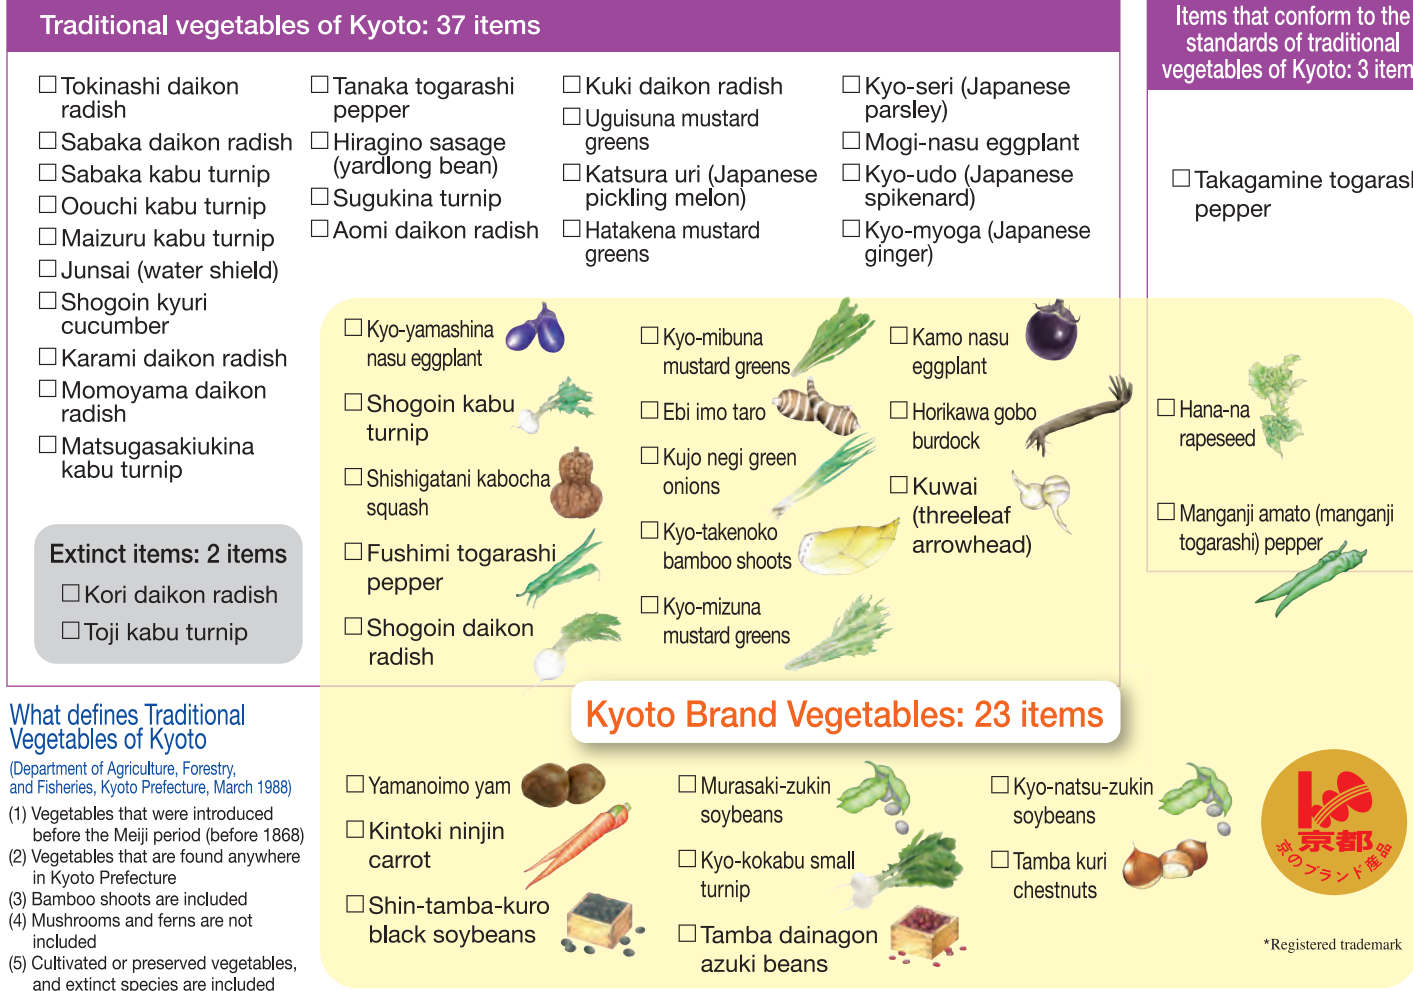 Traditional vegetables of Kyoto: 37 items
Items that conform to the
standards of traditional
vegetables of Kyoto: 3 item
Tokinashi daikon
radish
Sabaka daikon radish
Sabaka kabu turnip
Oouchi kabu turnip
Maizuru kabu turnip
Junsai (water shield)
Shogoin kyuri
cucumber
Karami daikon radish
Momoyama daikon
radish
Matsugasakiukina
kabu turnip
Tanaka togarashi
pepper
Hiragino sasage
(yardlong bean)
Sugukina turnip
Aomi daikon radish
Kuki daikon radish
Uguisuna mustard
greens
Katsura uri (Japanese
pickling melon)
Hatakena mustard
greens
Kyo-seri (Japanese
parsley)
Mogi-nasu eggplant
Kyo-udo (Japanese
spikenard)
Kyo-myoga (Japanese
ginger)
Takagamine togarash
pepper
Extinct items: 2 items
Kori daikon radish
Toji kabu turnip
Kyo-yamashina
nasu eggplant
Shogoin kabu
turnip
Shishigatani kabocha
squash
Fushimi togarashi
pepper
Shogoin daikon
radish
Kyo-mibuna
mustard greens
Ebi imo taro
Kujo negi green
onions
Kyo-takenoko
bamboo shoots
Kyo-mizuna
mustard greens
Kamo nasu
eggplant
Horikawa gobo
burdock
Kuwai
(threeleaf
arrowhead)
Hana-na
rapeseed
Manganji amato (manganji
togarashi) pepper
Kyoto Brand Vegetables: 23 items
Yamanoimo yam
Kintoki ninjin
carrot
Shin-tamba-kuro
black soybeans
Murasaki-zukin
soybeans
Kyo-kokabu small
turnip
Tamba dainagon
azuki beans
Kyo-natsu-zukin
soybeans
Tamba kuri
chestnuts
京都
京のブランド産品
*Registered trademark
What defines Traditional
Vegetables of Kyoto
(Department of Agriculture, Forestry,
and Fisheries, Kyoto Prefecture, March 1988)
(1) Vegetables that were introduced
before the Meiji period (before 1868)
(2) Vegetables that are found anywhere
in Kyoto Prefecture
(3) Bamboo shoots are included
(4) Mushrooms and ferns are not
included
(5) Cultivated or preserved vegetables,
and extinct species are included